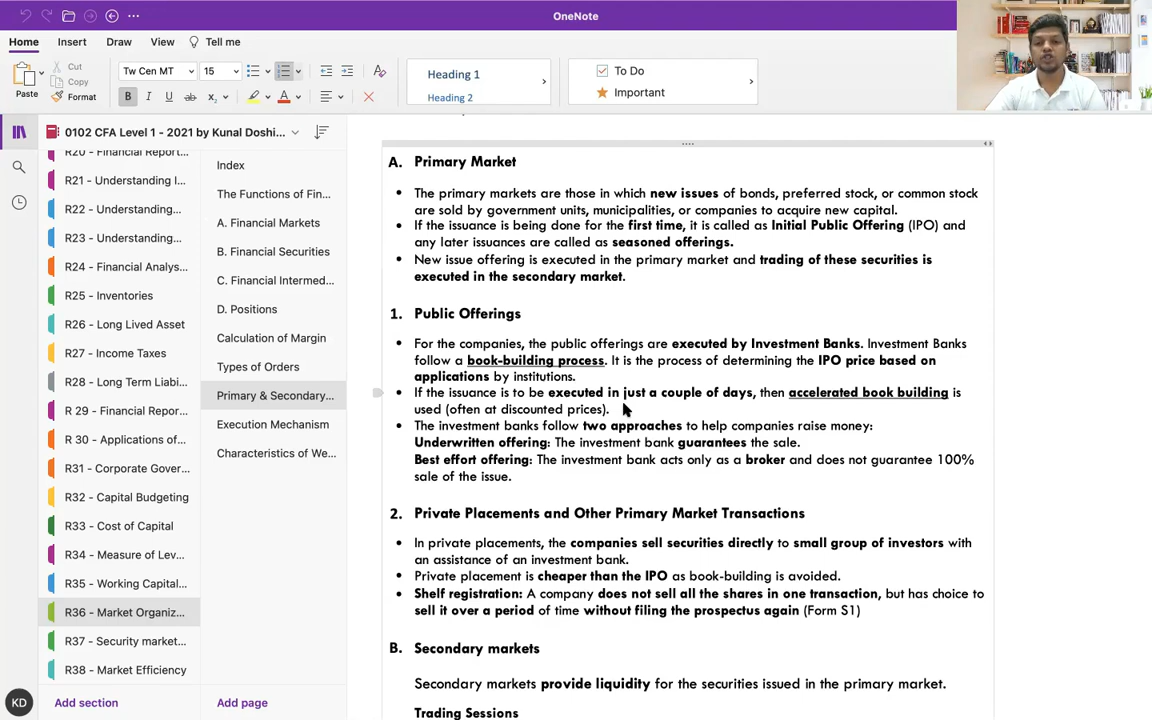 OneNote
Home Insert Draw View Tell me
Paste
Cut
Copy
Format
Tw Cen MT 15
B I U ab x₂ A
Heading 1
Heading 2
To Do
Important
0102 CFA Level 1 - 2021 by Kunal Doshi...
R20 - Financial Report...
R21 - Understanding I...
R22 - Understanding...
R23 - Understanding...
R24 - Financial Analys...
R25 - Inventories
R26 - Long Lived Asset
R27 - Income Taxes
R28 - Long Term Liabi...
R 29 - Financial Repor...
R 30 - Applications of...
R31 - Corporate Gover...
R32 - Capital Budgeting
R33 - Cost of Capital
R34 - Measure of Lev...
R35 - Working Capital...
R36 - Market Organiz...
R37 - Security market...
R38 - Market Efficiency
KD
Add section
Index
The Functions of Fin...
A. Financial Markets
B. Financial Securities
C. Financial Intermed...
D. Positions
Calculation of Margin
Types of Orders
Primary & Secondary...
Execution Mechanism
Characteristics of We...
Add page
A. Primary Market
• The primary markets are those in which new issues of bonds, preferred stock, or common stock
are sold by government units, municipalities, or companies to acquire new capital.
• If the issuance is being done for the first time, it is called as Initial Public Offering (IPO) and
any later issuances are called as seasoned offerings.
• New issue offering is executed in the primary market and trading of these securities is
executed in the secondary market.
1. Public Offerings
• For the companies, the public offerings are executed by Investment Banks. Investment Banks
follow a book-building process. It is the process of determining the IPO price based on
applications by institutions.
• If the issuance is to be executed in just a couple of days, then accelerated book building is
used (often at discounted prices).
• The investment banks follow two approaches to help companies raise money:
Underwritten offering: The investment bank guarantees the sale.
Best effort offering: The investment bank acts only as a broker and does not guarantee 100%
sale of the issue.
2. Private Placements and Other Primary Market Transactions
• In private placements, the companies sell securities directly to small group of investors with
an assistance of an investment bank.
• Private placement is cheaper than the IPO as book-building is avoided.
• Shelf registration: A company does not sell all the shares in one transaction, but has choice to
sell it over a period of time without filing the prospectus again (Form S1)
B. Secondary markets
Secondary markets provide liquidity for the securities issued in the primary market.
Trading Sessions